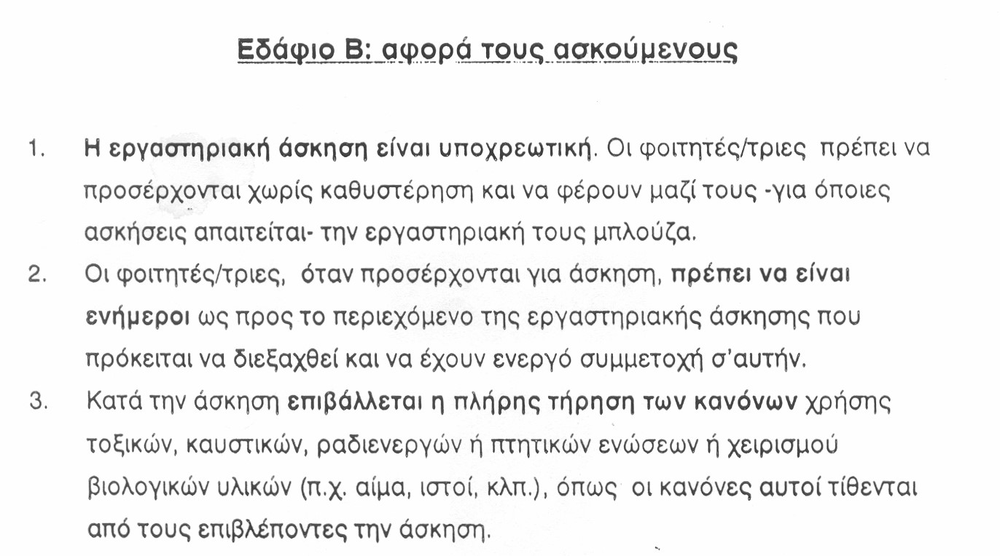 Εδάφιο Β: αφορά τους ασκούμενους
1. Η εργαστηριακή άσκηση είναι υποχρεωτική. Οι φοιτητές/τριες πρέπει να
προσέρχονται χωρίς καθυστέρηση και να φέρουν μαζί τους -για όποιες
ασκήσεις απαιτείται- την εργαστηριακή τους μπλούζα.
2. Οι φοιτητές/τριες, όταν προσέρχονται για άσκηση, πρέπει να είναι
ενήμεροι ως προς το περιεχόμενο της εργαστηριακής άσκησης που
πρόκειται να διεξαχθεί και να έχουν ενεργό συμμετοχή σ'αυτήν.
3. Κατά την άσκηση επιβάλλεται η πλήρης τήρηση των κανόνων χρήσης
τοξικών, καυστικών, ραδιενεργών ή πτητικών ενώσεων ή χειρισμού
βιολογικών υλικών (π.χ. αίμα, ιστοί, κλπ.), όπως οι κανόνες αυτοί τίθενται
από τους επιβλέποντες την άσκηση.